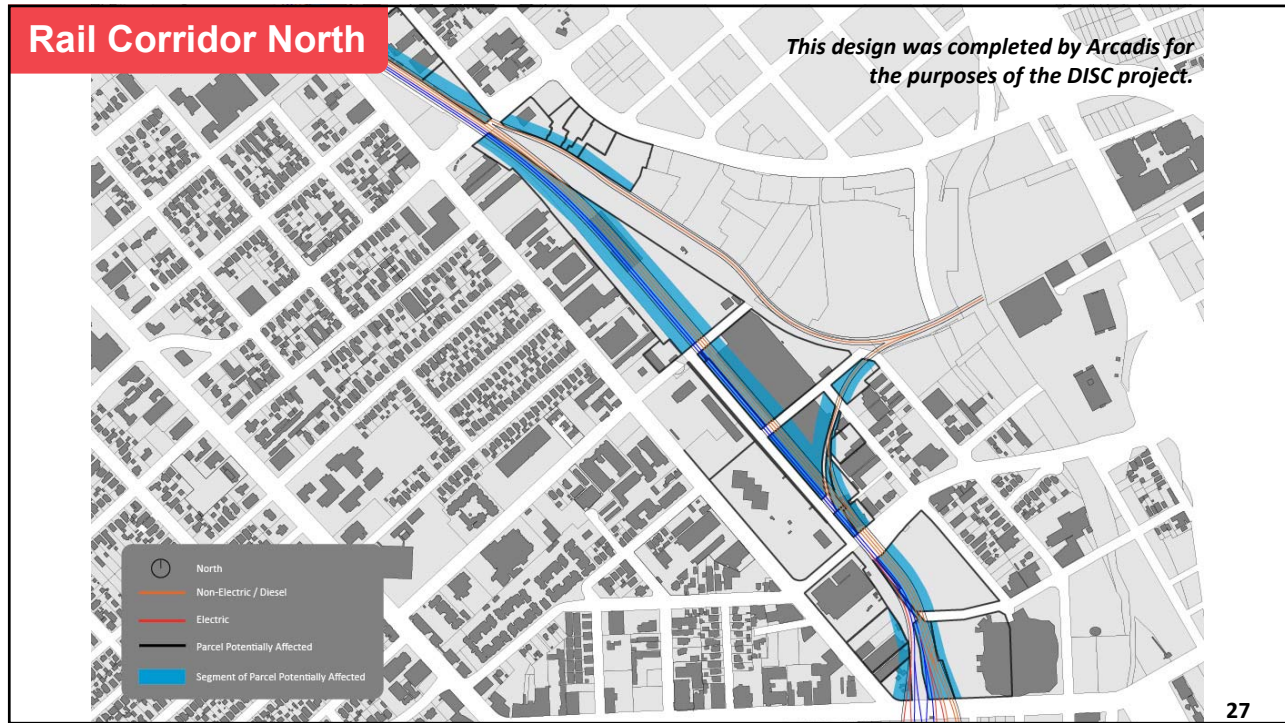 Rail Corridor North
This design was completed by Arcadis for
the purposes of the DISC project.
North
Non-Electric / Diesel
Electric
Parcel Potentially Affected
Segment of Parcel Potentially Affected
27